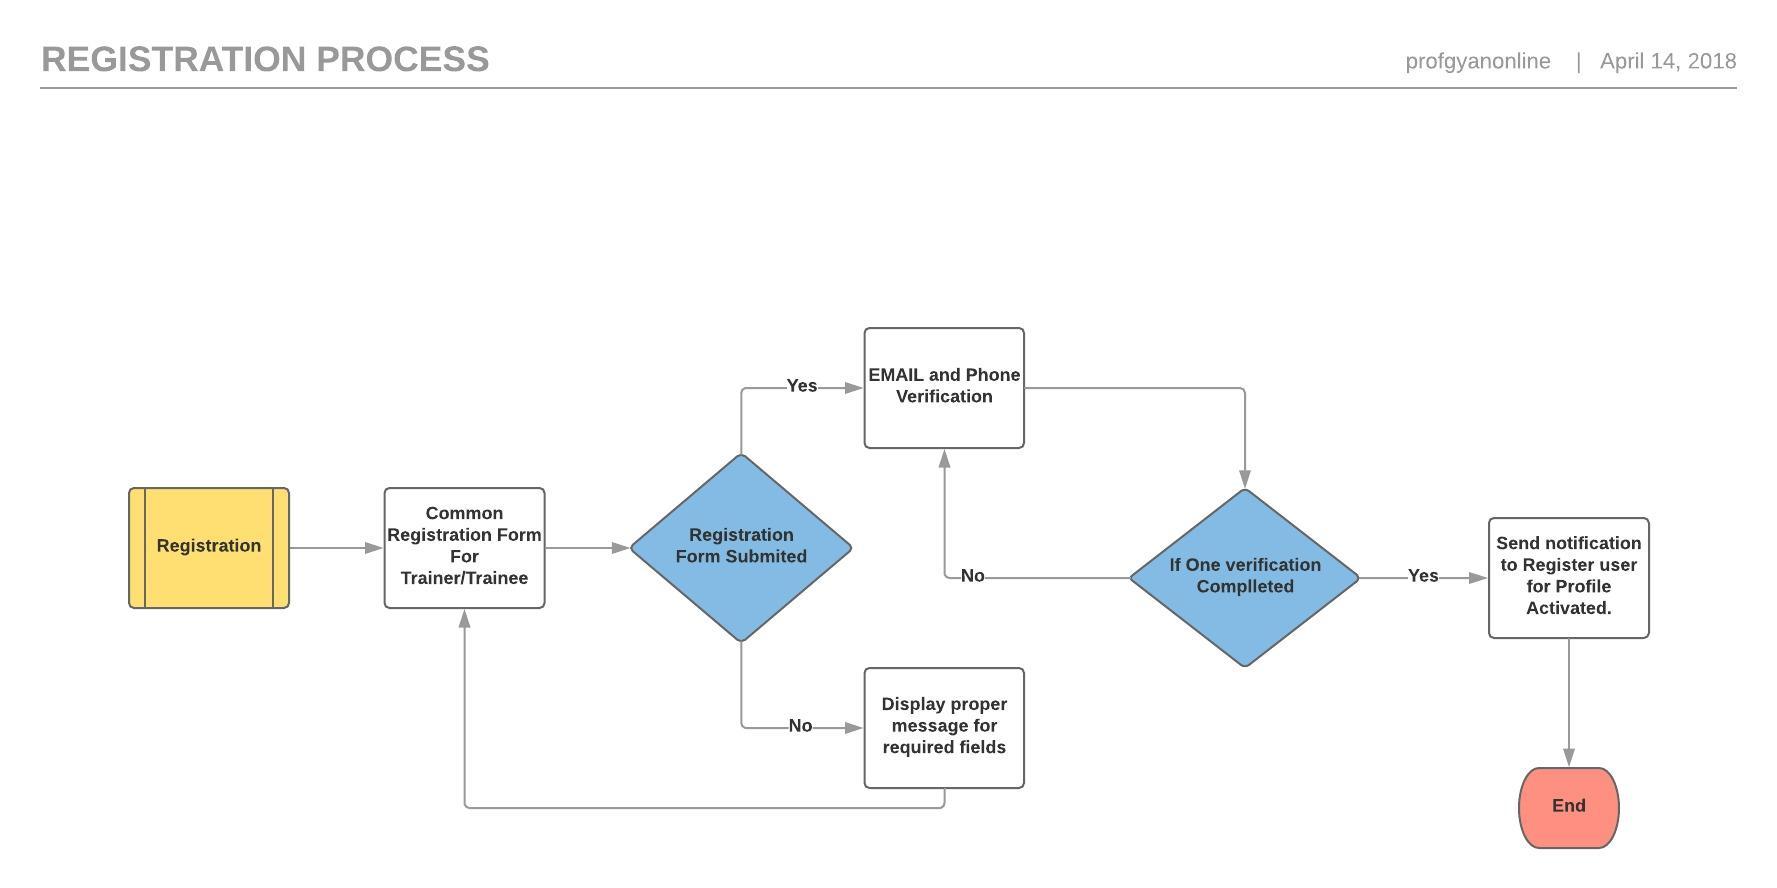 REGISTRATION PROCESS
profgyanonline | April 14, 2018
Registration
Common
Registration Form
For
Trainer/Trainee
Registration
Form Submited
Yes
EMAIL and Phone
Verification
No
Display proper
message for
required fields
If One verification
Complleted
No
Yes
Send notification
to Register user
for Profile
Activated.
End